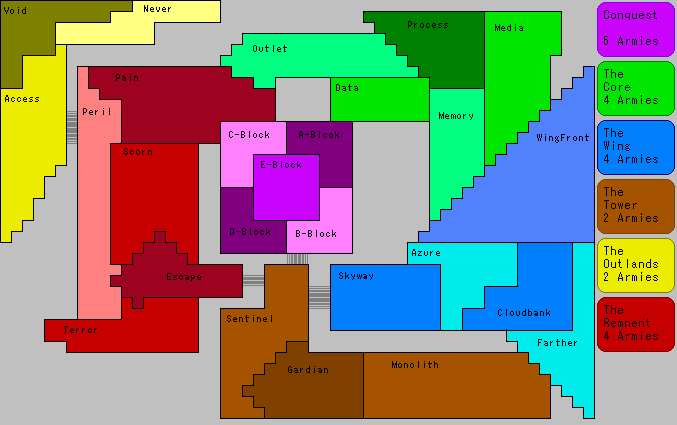 Void
Never
Conquest
5 Armies
Process
Media
Outlet
Pain
The
Core
4 Armies
Data
Access
Peril
Memory
C-Block
A-Block
WingFront
The
Wing
4 Armies
Scorn
E-Block
The
Tower
2 Armies
D-Block
B-Block
Azure
The
Outlands
2 Armies
Escape
Skyway
Cloudbank
The
Remnent
4 Armies
Sentinel
Terror
Farther
Gardian
Monolith